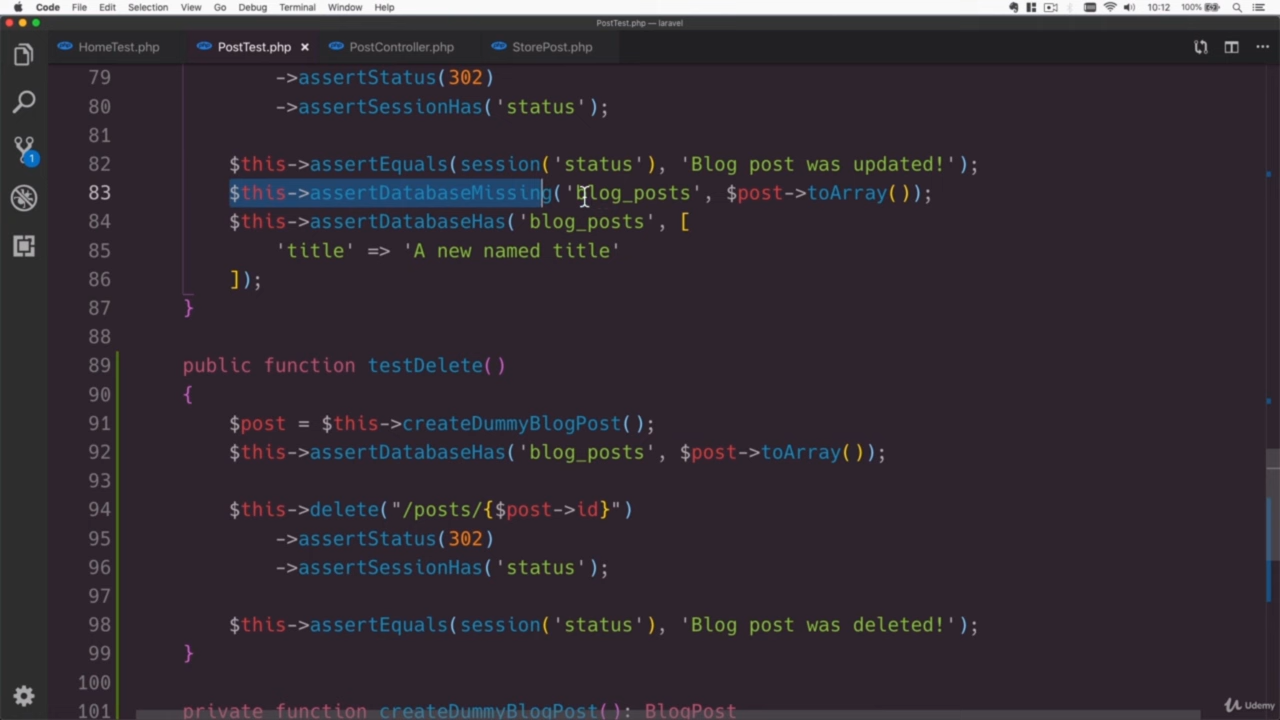 Code File Edit Selection View Go Debug Terminal Window Help 10:12 100%
PostTest.php — laravel
HomeTest.php PostTest.php × PostController.php StorePost.php
79 ->assertStatus(302)
80 ->assertSessionHas('status');
81
82 $this->assertEquals(session('status'), 'Blog post was updated!');
83 $this->assertDatabaseMissing('blog_posts', $post->toArray());
84 $this->assertDatabaseHas('blog_posts', [
85 'title' => 'A new named title'
86 ]);
87 }
88
89 public function testDelete()
90 {
91 $post = $this->createDummyBlogPost();
92 $this->assertDatabaseHas('blog_posts', $post->toArray());
93
94 $this->delete("/posts/{$post->id}")
95 ->assertStatus(302)
96 ->assertSessionHas('status');
97
98 $this->assertEquals(session('status'), 'Blog post was deleted!');
99 }
100
101 private function createDummyBlogPost(): BlogPost
1
Udemy